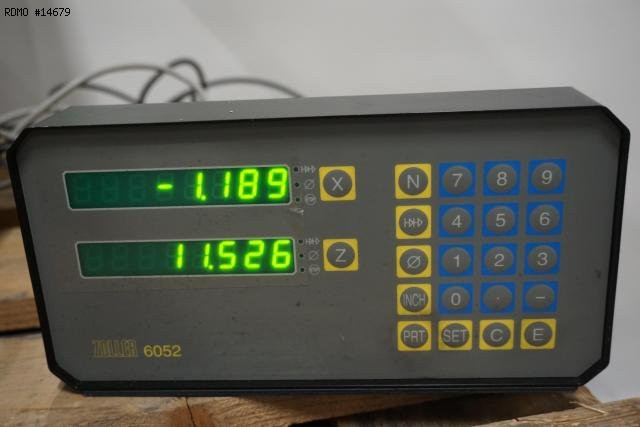 RDMO #14679
-1.189 X
11.526 Z
N 7 8 9
4 5 6
Ø 1 2 3
INCH 0 . -
PRT SET C E
ZOLLER 6052